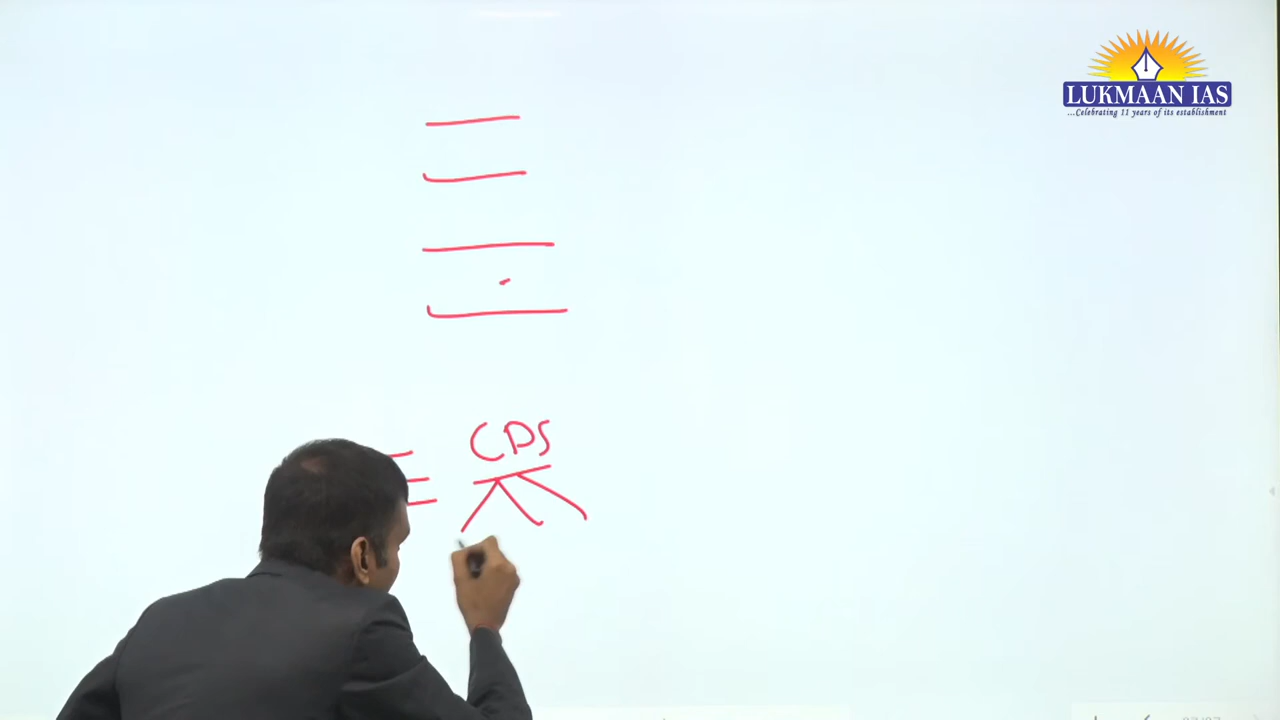 LUKMAAN IAS
...Celebrating 11 years of its establishment
CDS